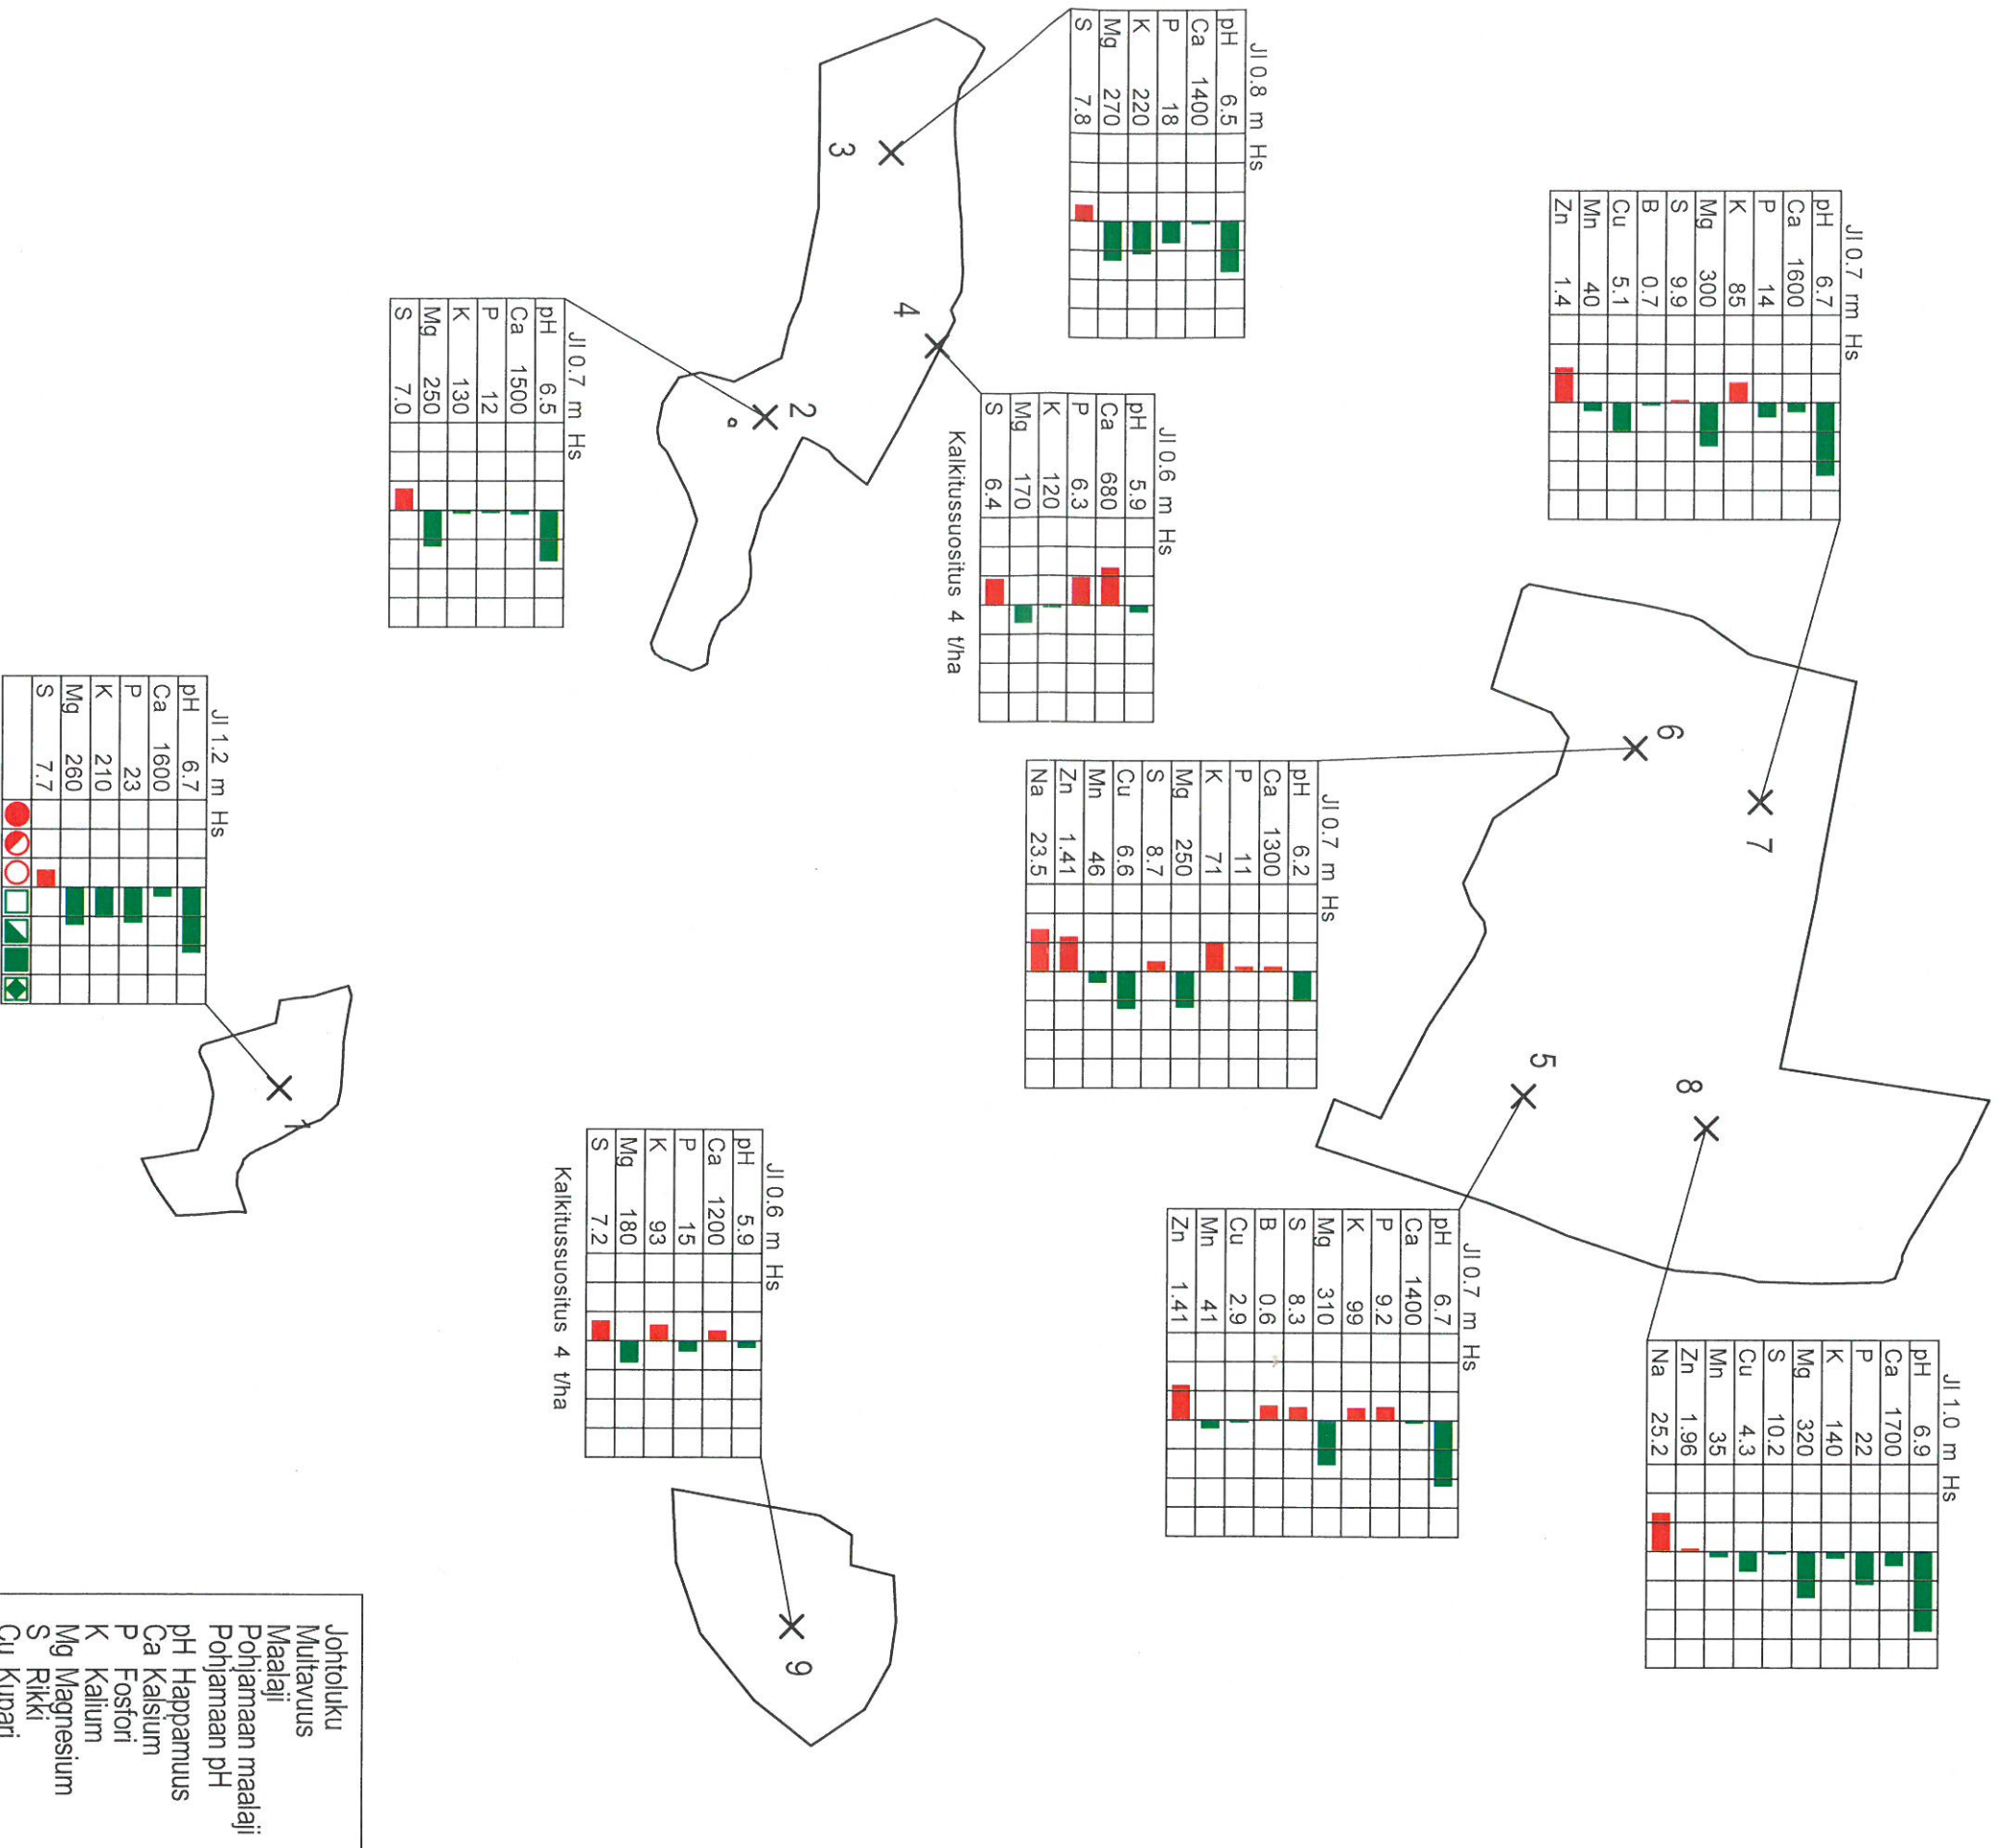 Jl 0.8 m Hs
pH 6.5
Ca 1400
P 18
K 220
Mg 270
S 7.8
3
4
Jl 0.7 m Hs
pH 6.5
Ca 1500
P 12
K 130
Mg 250
S 7.0
2
Jl 0.6 m Hs
pH 5.9
Ca 680
P 6.3
K 120
Mg 170
S 6.4
Kalkitussuositus 4 t/ha
Jl 0.7 rm Hs
pH 6.7
Ca 1600
P 14
K 85
Mg 300
S 9.9
B 0.7
Cu 5.1
Mn 40
Zn 1.4
6
7
Jl 0.7 m Hs
pH 6.2
Ca 1300
P 11
K 71
Mg 250
S 8.7
Cu 6.6
Mn 46
Zn 1.41
Na 23.5
5
8
Jl 0.7 m Hs
pH 6.7
Ca 1400
P 9.2
K 99
Mg 310
S 8.3
B 0.6
Cu 2.9
Mn 41
Zn 1.41
Jl 1.0 m Hs
pH 6.9
Ca 1700
P 22
K 140
Mg 320
S 10.2
Cu 4.3
Mn 35
Zn 1.96
Na 25.2
Jl 1.2 m Hs
pH 6.7
Ca 1600
P 23
K 210
Mg 260
S 7.7
1
Jl 0.6 m Hs
pH 5.9
Ca 1200
P 15
K 93
Mg 180
S 7.2
Kalkitussuositus 4 t/ha
9
Johtoluku
Multavuus
Maalaji
Pohjamaan maalaji
Pohjamaan pH
pH Happamuus
Ca Kalsium
P Fosfori
K Kalium
Mg Magnesium
S Rikki
Cu Kupari